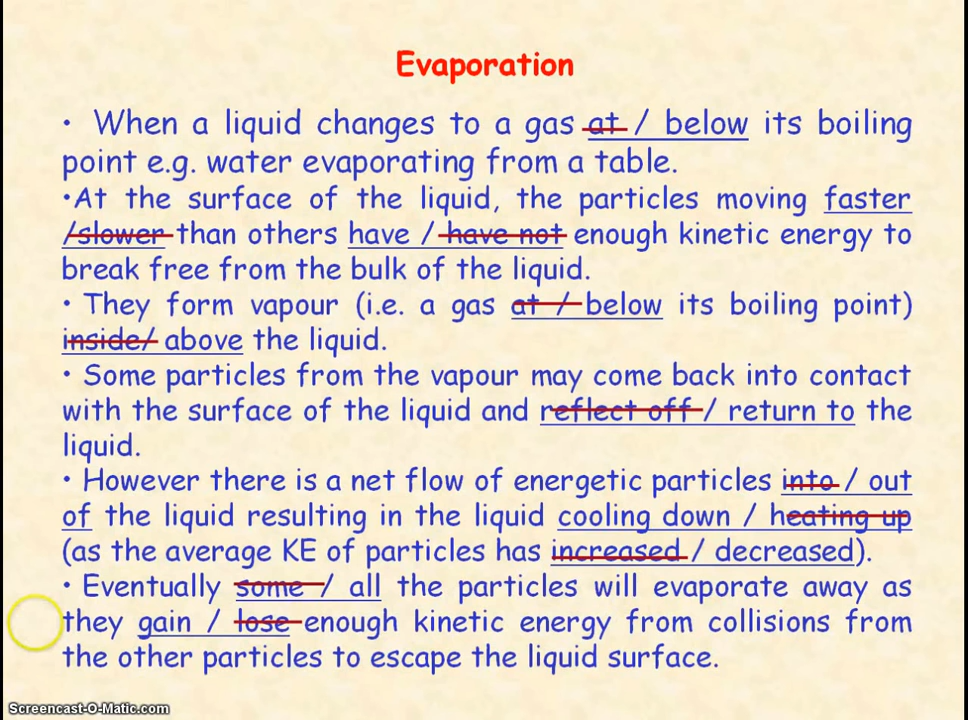 Evaporation
• When a liquid changes to a gas at / below its boiling
point e.g. water evaporating from a table.
•At the surface of the liquid, the particles moving faster
/slower than others have / have not enough kinetic energy to
break free from the bulk of the liquid.
• They form vapour (i.e. a gas at / below its boiling point)
inside/ above the liquid.
• Some particles from the vapour may come back into contact
with the surface of the liquid and reflect off / return to the
liquid.
• However there is a net flow of energetic particles into / out
of the liquid resulting in the liquid cooling down / heating up
(as the average KE of particles has increased / decreased).
• Eventually some / all the particles will evaporate away as
they gain / lose enough kinetic energy from collisions from
the other particles to escape the liquid surface.
Screencast-O-Matic.com